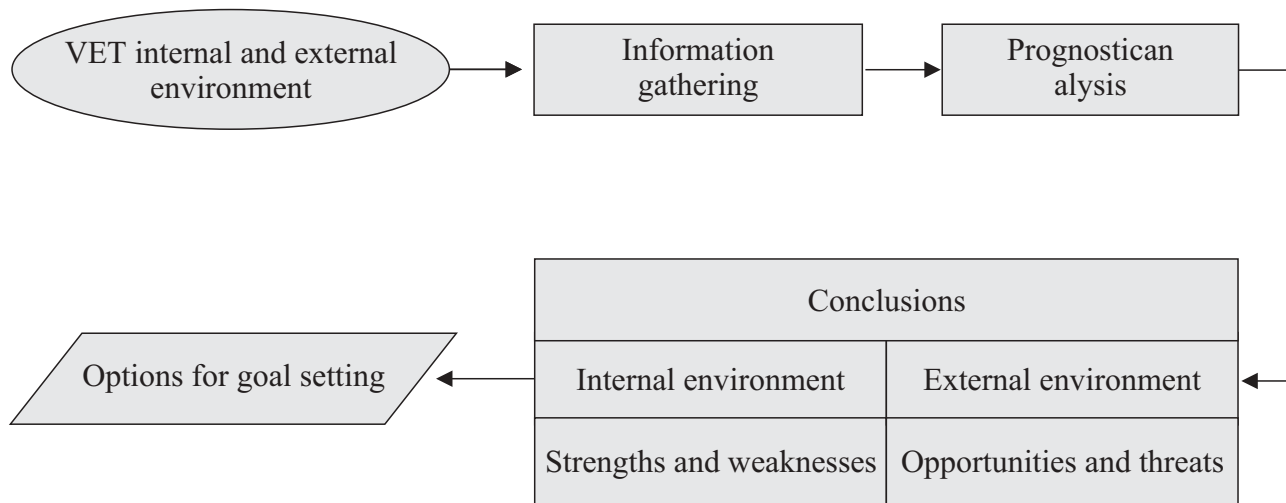 VET internal and external
environment
Information
gathering
Prognostican
alysis
Conclusions
Internal environment
External environment
Strengths and weaknesses
Opportunities and threats
Options for goal setting